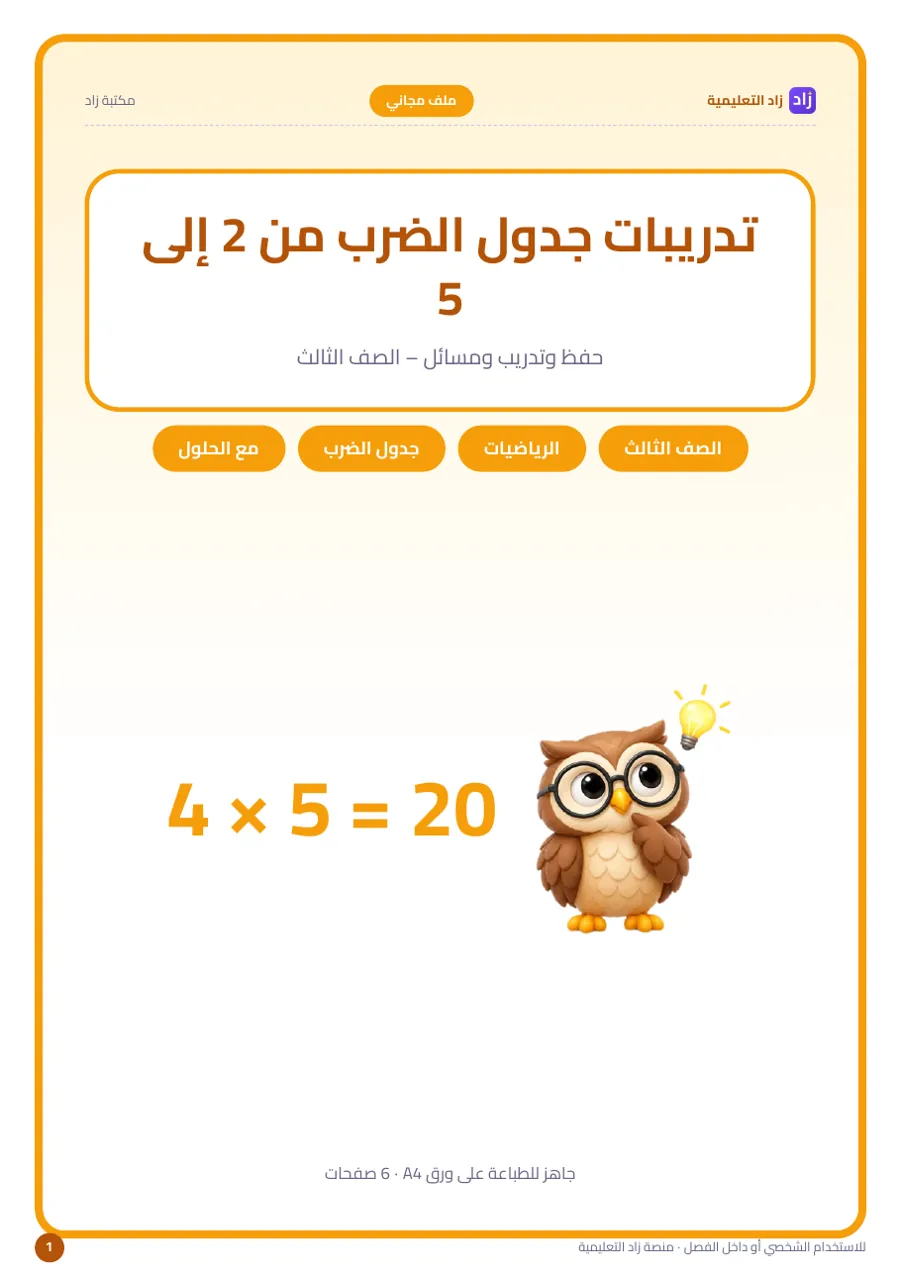 زاد
زاد التعليمية
ملف مجاني
مكتبة زاد
تدريبات جدول الضرب من 2 إلى
5
حفظ وتدريب ومسائل – الصف الثالث
الصف الثالث
الرياضيات
جدول الضرب
مع الحلول
4 × 5 = 20
جاهز للطباعة على ورق A4 · 6 صفحات
للاستخدام الشخصي أو داخل الفصل · منصة زاد التعليمية
1